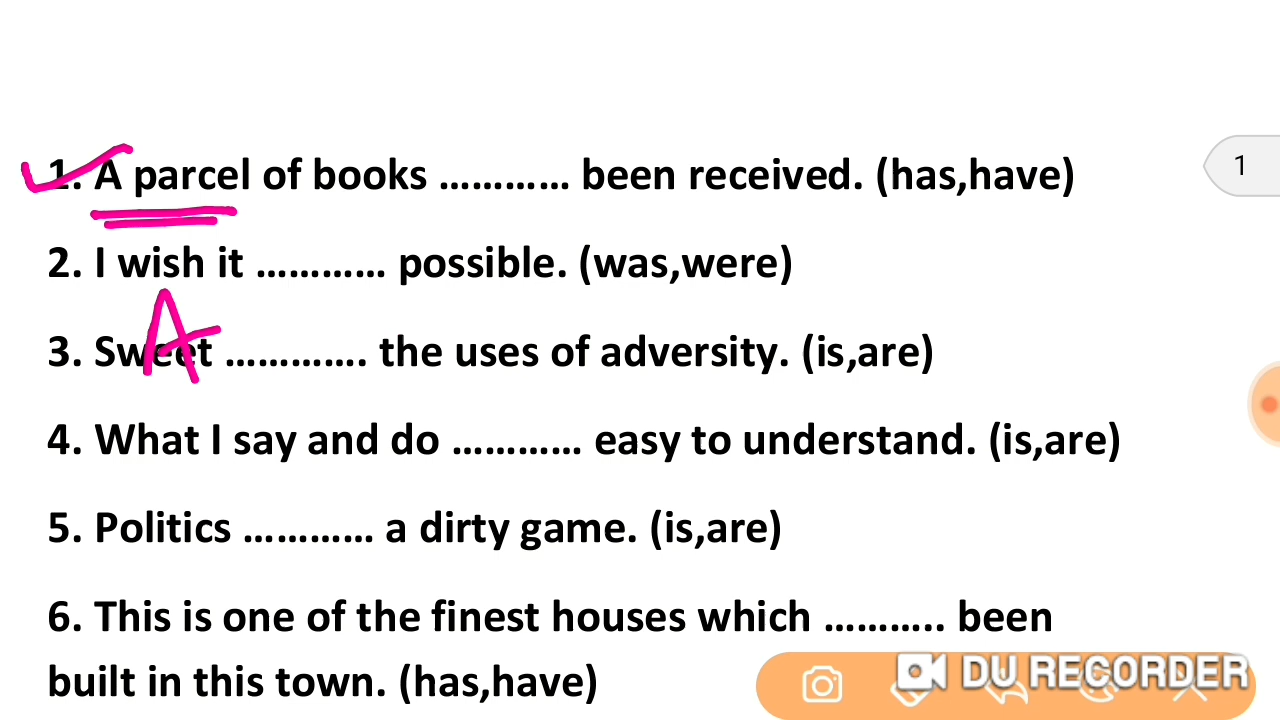 1. A parcel of books ………… been received. (has,have)
1
2. I wish it ………… possible. (was,were)
A
3. Sweet …………. the uses of adversity. (is,are)
4. What I say and do ………… easy to understand. (is,are)
5. Politics ………… a dirty game. (is,are)
6. This is one of the finest houses which ……….. been
built in this town. (has,have)
DU RECORDER